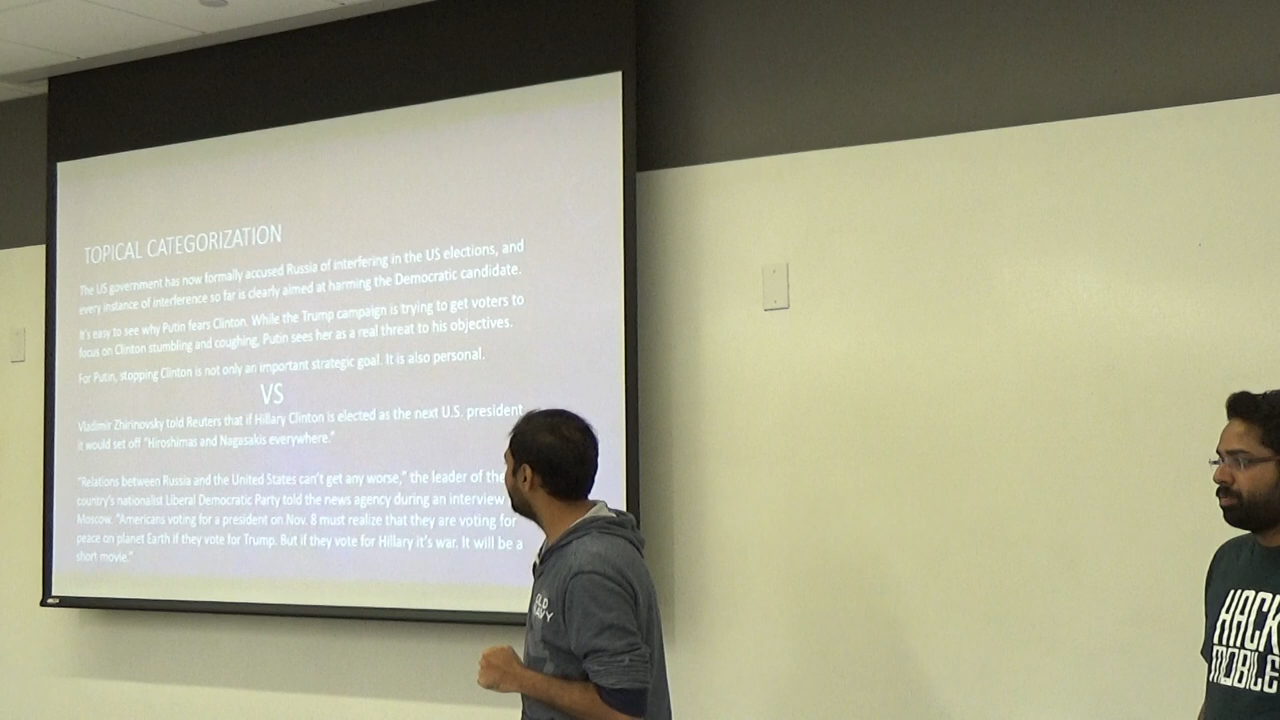 TOPICAL CATEGORIZATION
The US government has now formally accused Russia of interfering in the US elections, and
every instance of interference so far is clearly aimed at harming the Democratic candidate.
It's easy to see why Putin fears Clinton. While the Trump campaign is trying to get voters to
focus on Clinton stumbling and coughing, Putin sees her as a real threat to his objectives.
For Putin, stopping Clinton is not only an important strategic goal. It is also personal.
VS
Vladimir Zhirinovsky told Reuters that if Hillary Clinton is elected as the next U.S. president
it would set off "Hiroshimas and Nagasakis everywhere."
"Relations between Russia and the United States can't get any worse," the leader of the
country's nationalist Liberal Democratic Party told the news agency during an interview
Moscow. "Americans voting for a president on Nov. 8 must realize that they are voting for
peace on planet Earth if they vote for Trump. But if they vote for Hillary it's war. It will be a
short movie."
OLD
NAVY
HACK
MOBILE